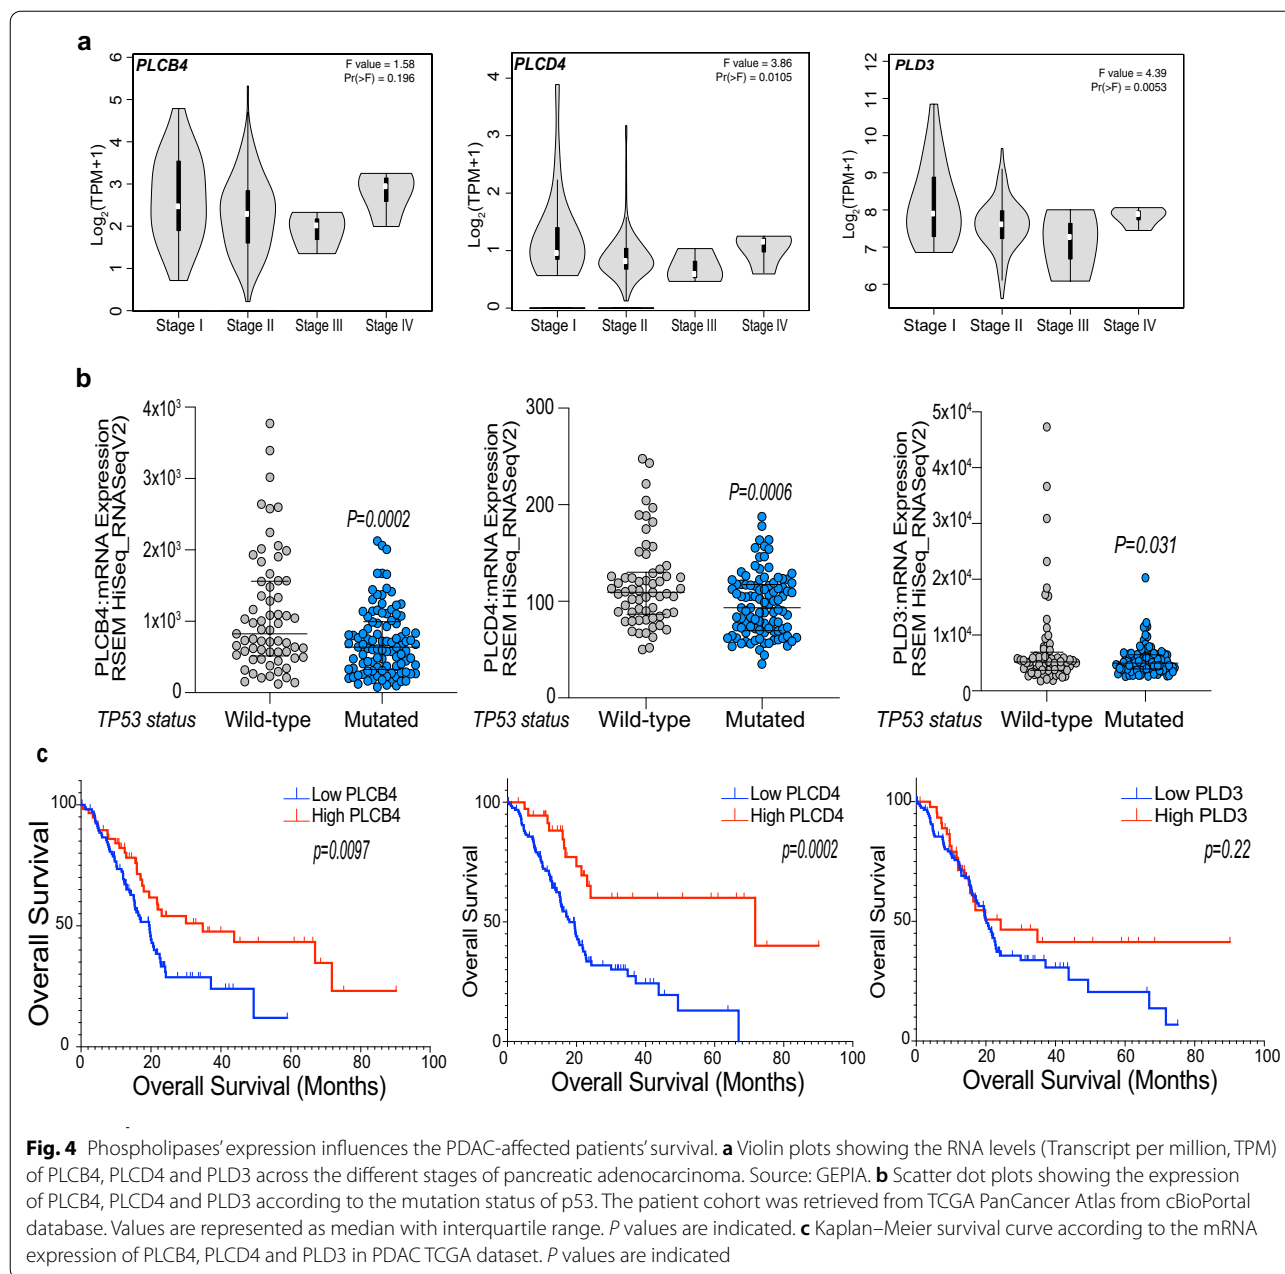 a
PLCB4
F value = 1.58
Pr(>F) = 0.196
Log2(TPM+1)
6
5
4
3
2
1
0
Stage I Stage II Stage III Stage IV
PLCD4
F value = 3.86
Pr(>F) = 0.0105
Log2(TPM+1)
4
3
2
1
0
Stage I Stage II Stage III Stage IV
PLD3
F value = 4.39
Pr(>F) = 0.0053
Log2(TPM+1)
12
11
10
9
8
7
6
Stage I Stage II Stage III Stage IV
b
PLCB4:mRNA Expression
RSEM HiSeq_RNASeqV2)
4x10³
3x10³
2x10³
1x10³
0
P=0.0002
TP53 status Wild-type Mutated
PLCD4:mRNA Expression
RSEM HiSeq_RNASeqV2)
300
200
100
0
P=0.0006
TP53 status Wild-type Mutated
PLD3:mRNA Expression
RSEM HiSeq_RNASeqV2)
5x10⁴
4x10⁴
3x10⁴
2x10⁴
1x10⁴
0
P=0.031
TP53 status Wild-type Mutated
c
Overall Survival
100
50
0
Low PLCB4
High PLCB4
p=0.0097
0 20 40 60 80 100
Overall Survival (Months)
Overall Survival
100
50
0
Low PLCD4
High PLCD4
p=0.0002
0 20 40 60 80 100
Overall Survival (Months)
Overall Survival
100
50
0
Low PLD3
High PLD3
p=0.22
0 20 40 60 80 100
Overall Survival (Months)
Fig. 4 Phospholipases' expression influences the PDAC-affected patients' survival. a Violin plots showing the RNA levels (Transcript per million, TPM)
of PLCB4, PLCD4 and PLD3 across the different stages of pancreatic adenocarcinoma. Source: GEPIA. b Scatter dot plots showing the expression
of PLCB4, PLCD4 and PLD3 according to the mutation status of p53. The patient cohort was retrieved from TCGA PanCancer Atlas from cBioPortal
database. Values are represented as median with interquartile range. P values are indicated. c Kaplan–Meier survival curve according to the mRNA
expression of PLCB4, PLCD4 and PLD3 in PDAC TCGA dataset. P values are indicated